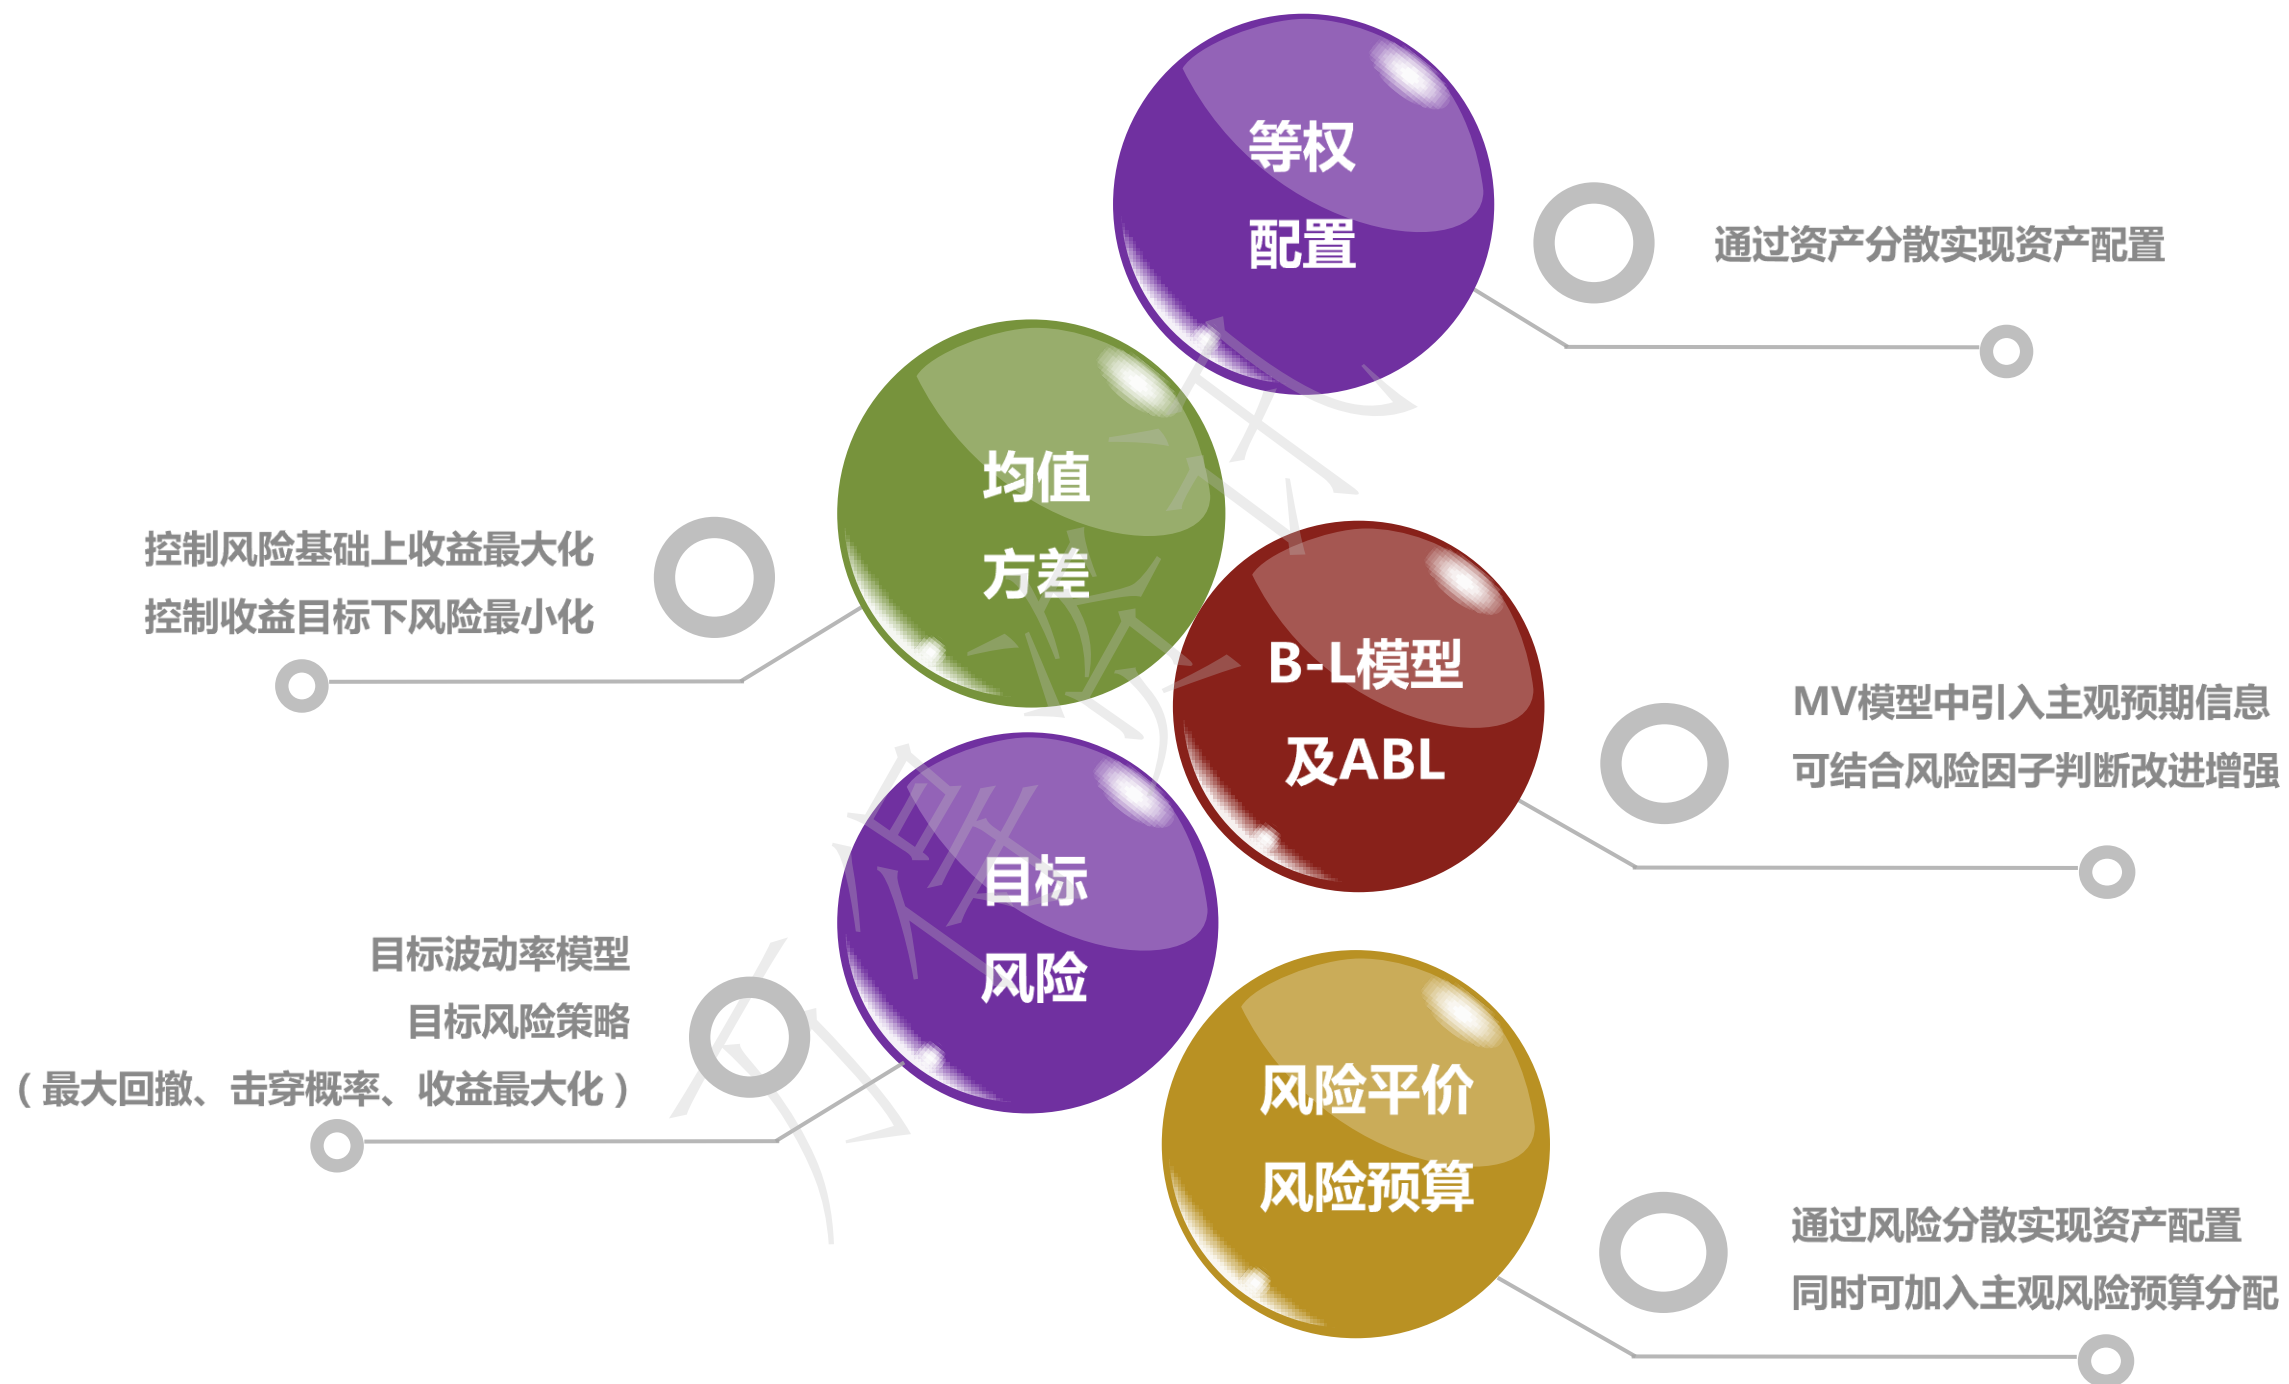 等权
配置
通过资产分散实现资产配置
均值
方差
控制风险基础上收益最大化
控制收益目标下风险最小化
B-L模型
及ABL
MV模型中引入主观预期信息
可结合风险因子判断改进增强
目标
风险
目标波动率模型
目标风险策略
（最大回撤、击穿概率、收益最大化）
风险平价
风险预算
通过风险分散实现资产配置
同时可加入主观风险预算分配